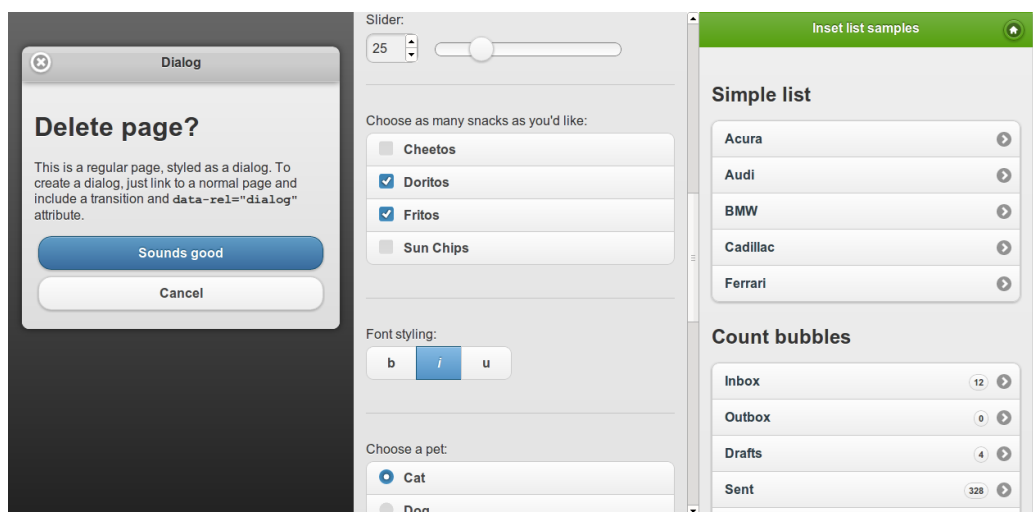 Dialog
Delete page?
This is a regular page, styled as a dialog. To
create a dialog, just link to a normal page and
include a transition and data-rel="dialog"
attribute.
Sounds good
Cancel
Slider:
25
Choose as many snacks as you'd like:
Cheetos
Doritos
Fritos
Sun Chips
Font styling:
b i u
Choose a pet:
Cat
Dog
Inset list samples
Simple list
Acura
Audi
BMW
Cadillac
Ferrari
Count bubbles
Inbox 12
Outbox 0
Drafts 4
Sent 328